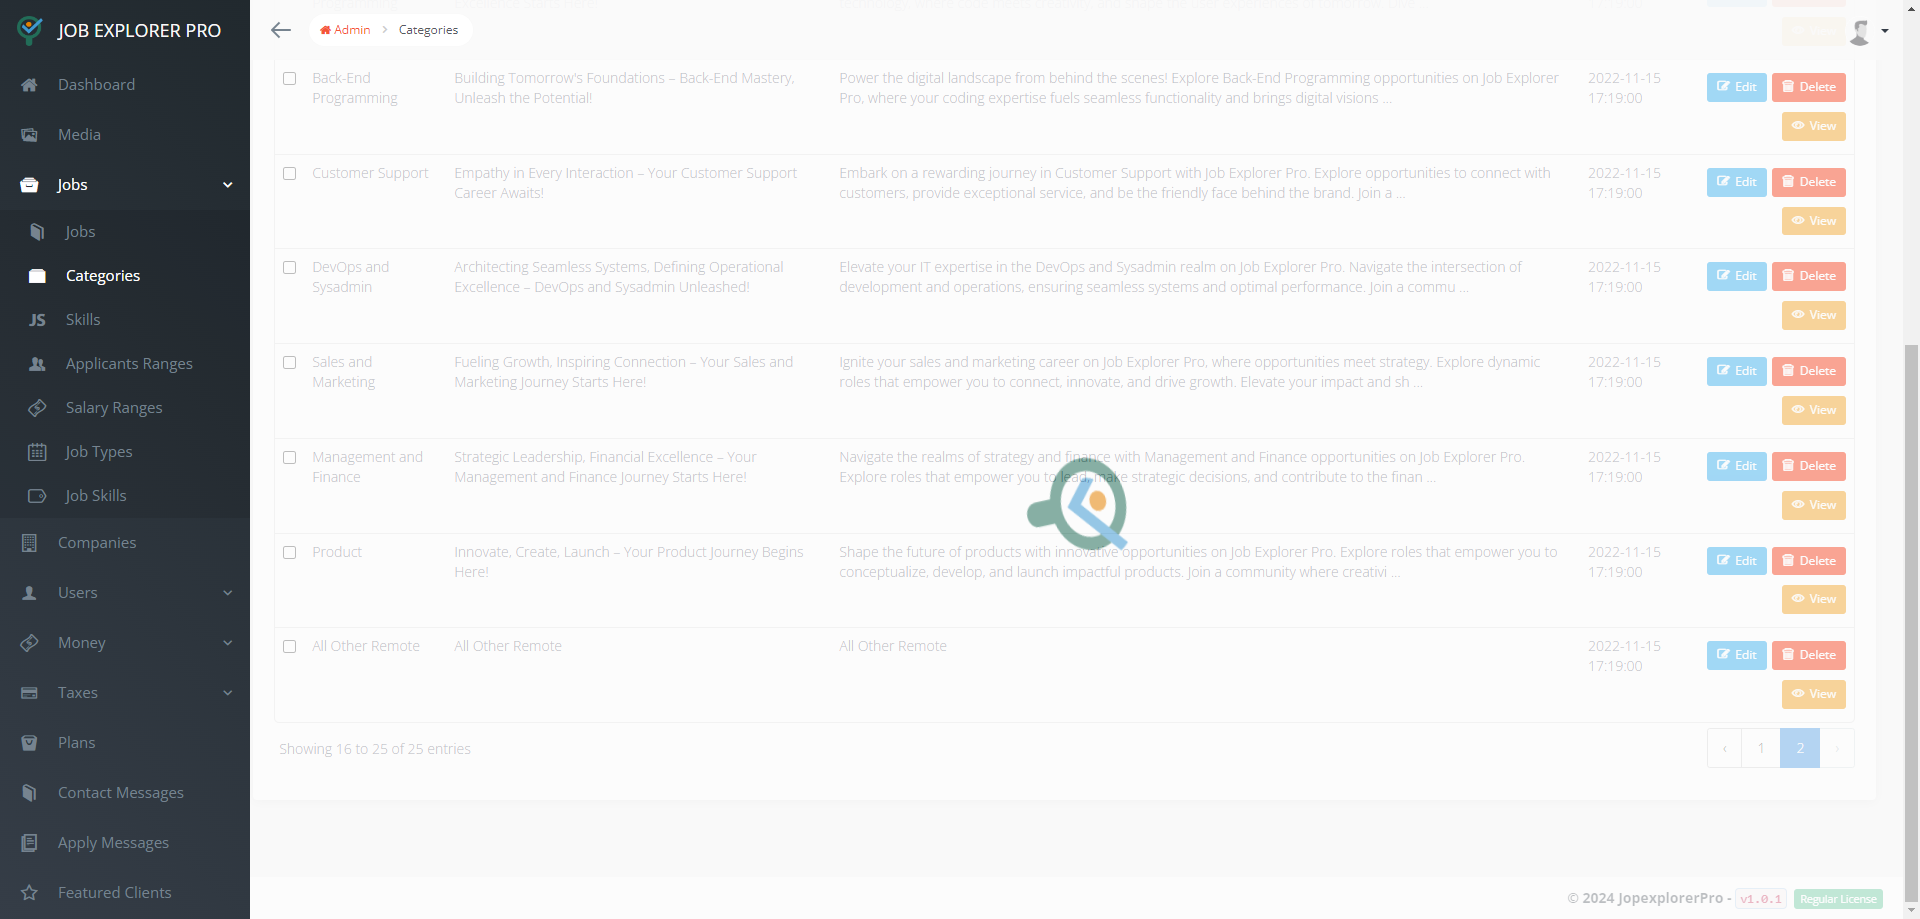 JOB EXPLORER PRO
Admin
Categories
Dashboard
Media
Jobs
Jobs
Categories
JS Skills
Applicants Ranges
Salary Ranges
Job Types
Job Skills
Companies
Users
Money
Taxes
Plans
Contact Messages
Apply Messages
Featured Clients
Back-End
Programming
Building Tomorrow's Foundations – Back-End Mastery,
Unleash the Potential!
Power the digital landscape from behind the scenes! Explore Back-End Programming opportunities on Job Explorer
Pro, where your coding expertise fuels seamless functionality and brings digital visions ...
2022-11-15
17:19:00
Edit
Delete
View
Customer Support
Empathy in Every Interaction – Your Customer Support
Career Awaits!
Embark on a rewarding journey in Customer Support with Job Explorer Pro. Explore opportunities to connect with
customers, provide exceptional service, and be the friendly face behind the brand. Join a ...
2022-11-15
17:19:00
Edit
Delete
View
DevOps and
Sysadmin
Architecting Seamless Systems, Defining Operational
Excellence – DevOps and Sysadmin Unleashed!
Elevate your IT expertise in the DevOps and Sysadmin realm on Job Explorer Pro. Navigate the intersection of
development and operations, ensuring seamless systems and optimal performance. Join a commu ...
2022-11-15
17:19:00
Edit
Delete
View
Sales and
Marketing
Fueling Growth, Inspiring Connection – Your Sales and
Marketing Journey Starts Here!
Ignite your sales and marketing career on Job Explorer Pro, where opportunities meet strategy. Explore dynamic
roles that empower you to connect, innovate, and drive growth. Elevate your impact and sh ...
2022-11-15
17:19:00
Edit
Delete
View
Management and
Finance
Strategic Leadership, Financial Excellence – Your
Management and Finance Journey Starts Here!
Navigate the realms of strategy and finance with Management and Finance opportunities on Job Explorer Pro.
Explore roles that empower you to lead, make strategic decisions, and contribute to the finan ...
2022-11-15
17:19:00
Edit
Delete
View
Product
Innovate, Create, Launch – Your Product Journey Begins
Here!
Shape the future of products with innovative opportunities on Job Explorer Pro. Explore roles that empower you to
conceptualize, develop, and launch impactful products. Join a community where creativi ...
2022-11-15
17:19:00
Edit
Delete
View
All Other Remote
All Other Remote
All Other Remote
2022-11-15
17:19:00
Edit
Delete
View
Showing 16 to 25 of 25 entries
‹ 1 2 ›
© 2024 JopexplorerPro - v1.0.1 Regular License